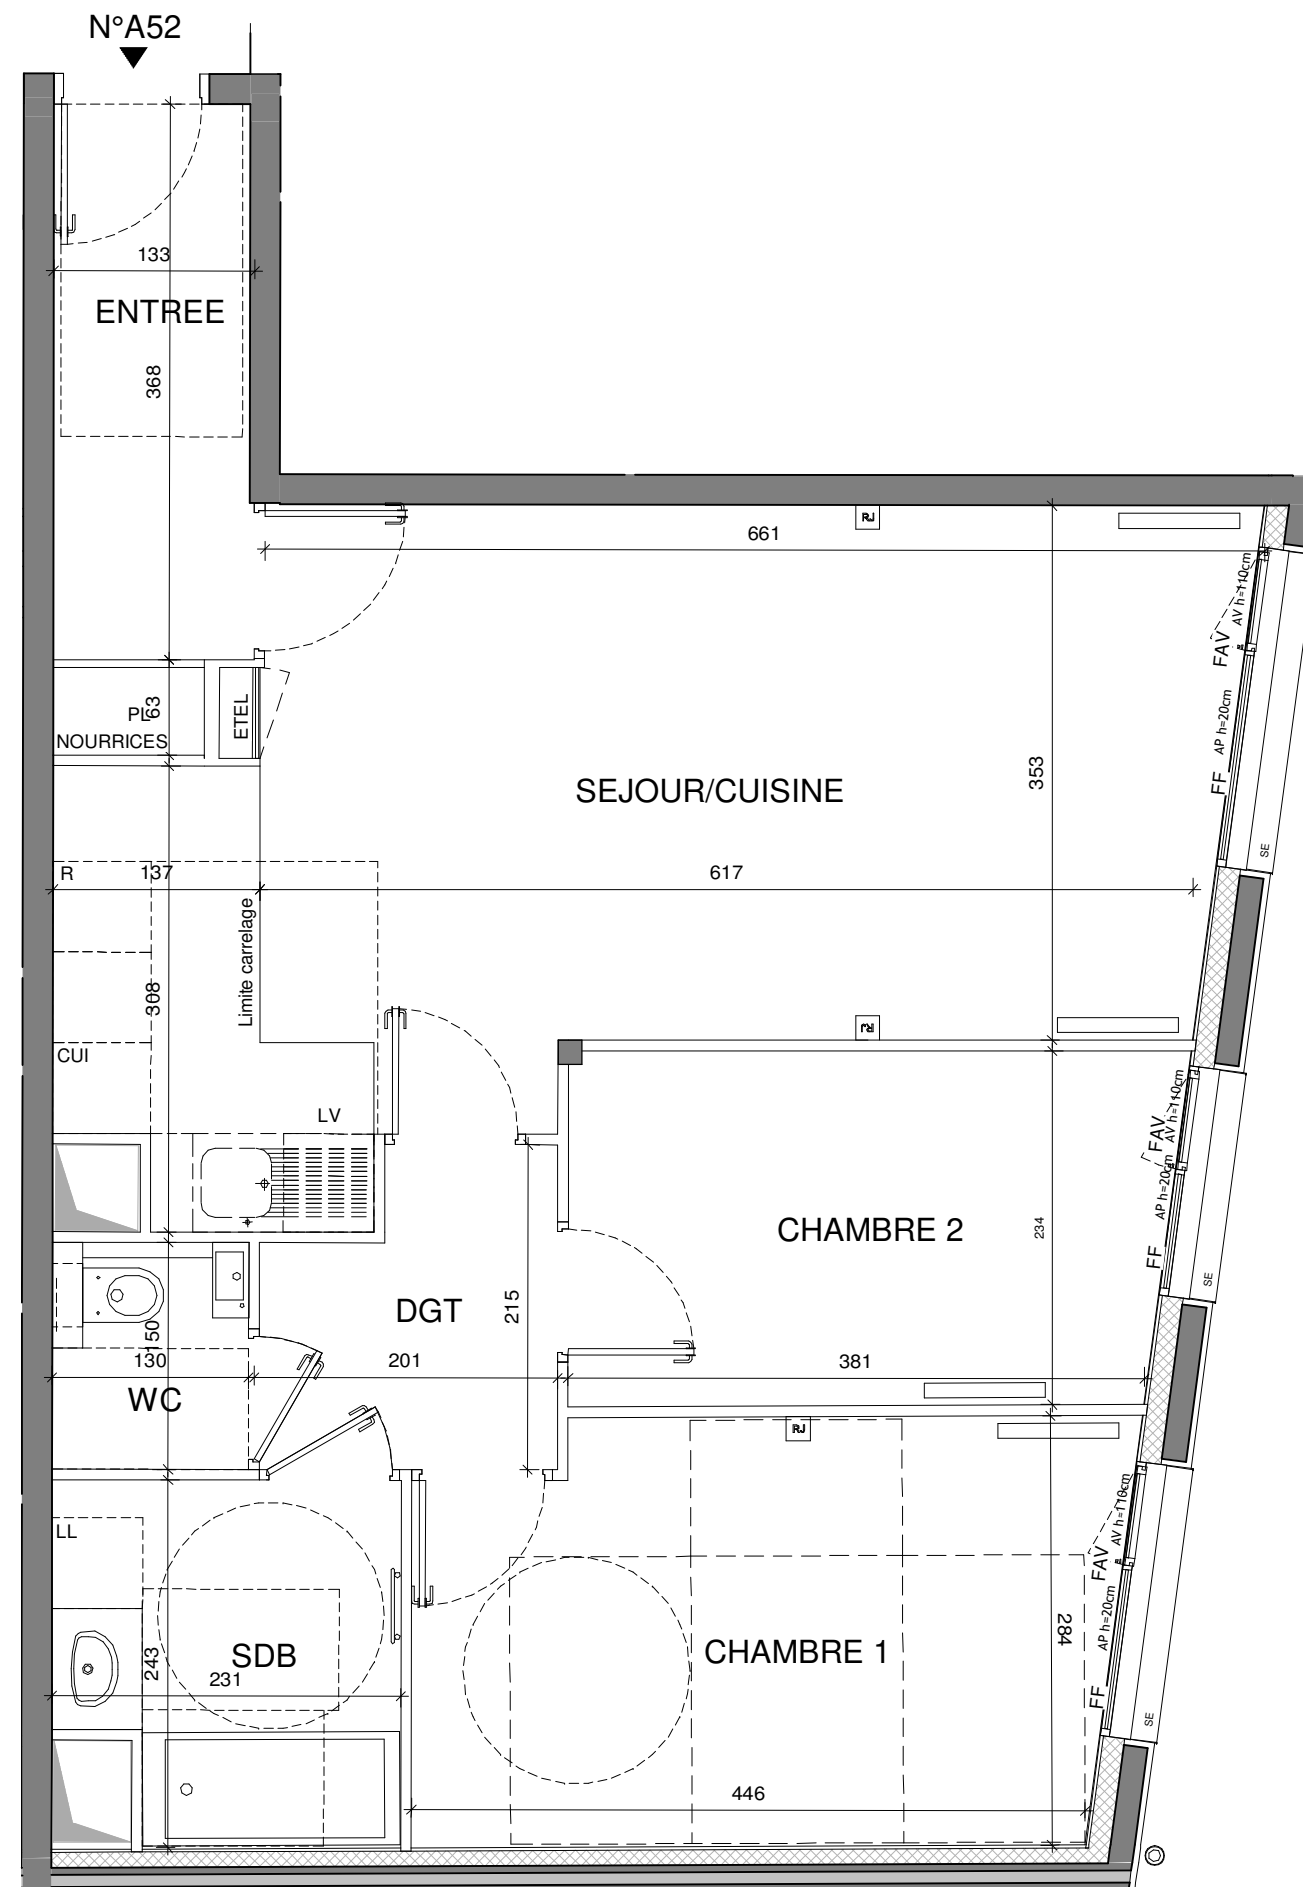 N°A52
133
ENTREE
368
661
RJ
AV h=110cm
FAV
AP h=20cm
FF
SE
PL
63
NOURRICES
ETEL
SEJOUR/CUISINE
353
R
137
617
Limite carrelage
308
CUI
LV
RJ
AV h=110cm
FAV
AP h=20cm
FF
SE
CHAMBRE 2
234
DGT
215
150
130
201
381
WC
RJ
AV h=110cm
FAV
AP h=20cm
FF
SE
LL
SDB
243
231
CHAMBRE 1
284
446